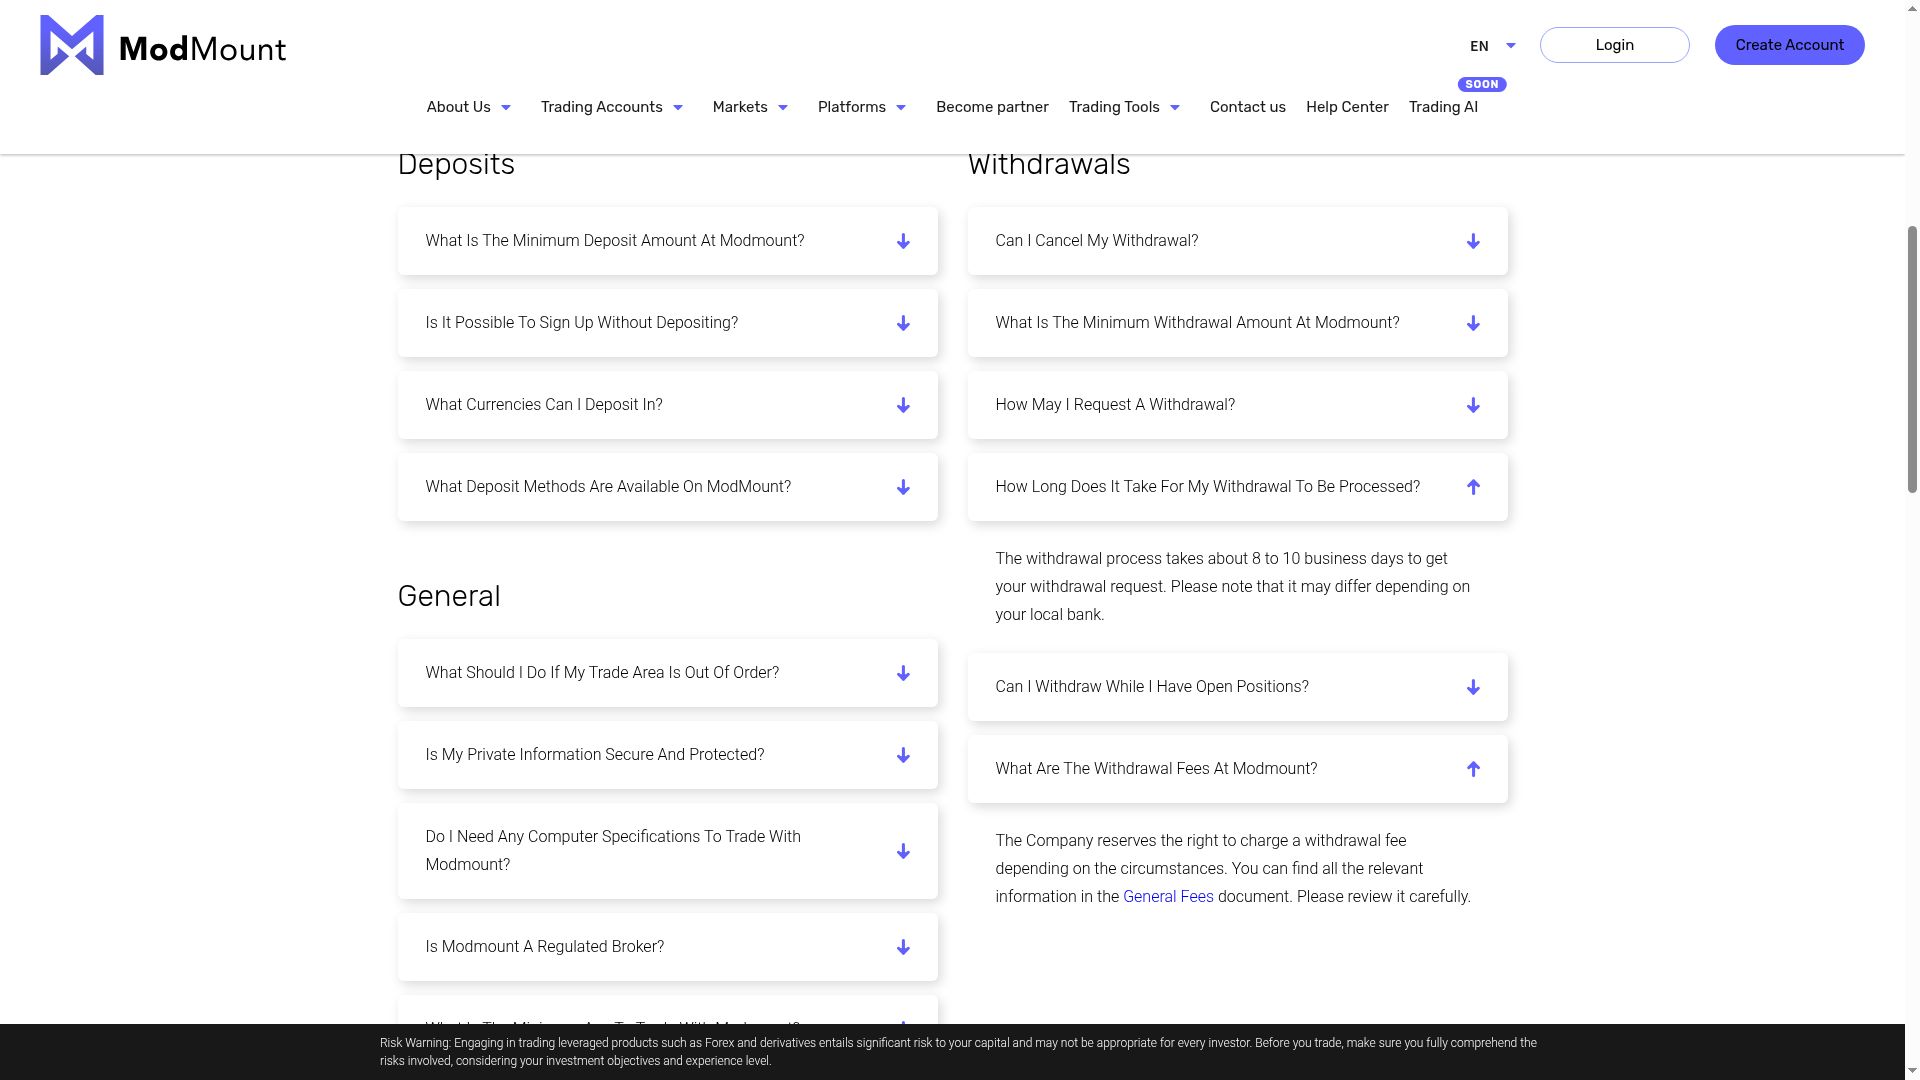 ModMount
EN
Login
Create Account
SOON
About Us
Trading Accounts
Markets
Platforms
Become partner
Trading Tools
Contact us
Help Center
Trading AI
Deposits
What Is The Minimum Deposit Amount At Modmount?
Is It Possible To Sign Up Without Depositing?
What Currencies Can I Deposit In?
What Deposit Methods Are Available On ModMount?
General
What Should I Do If My Trade Area Is Out Of Order?
Is My Private Information Secure And Protected?
Do I Need Any Computer Specifications To Trade With
Modmount?
Is Modmount A Regulated Broker?
Withdrawals
Can I Cancel My Withdrawal?
What Is The Minimum Withdrawal Amount At Modmount?
How May I Request A Withdrawal?
How Long Does It Take For My Withdrawal To Be Processed?
The withdrawal process takes about 8 to 10 business days to get
your withdrawal request. Please note that it may differ depending on
your local bank.
Can I Withdraw While I Have Open Positions?
What Are The Withdrawal Fees At Modmount?
The Company reserves the right to charge a withdrawal fee
depending on the circumstances. You can find all the relevant
information in the General Fees document. Please review it carefully.
Risk Warning: Engaging in trading leveraged products such as Forex and derivatives entails significant risk to your capital and may not be appropriate for every investor. Before you trade, make sure you fully comprehend the
risks involved, considering your investment objectives and experience level.